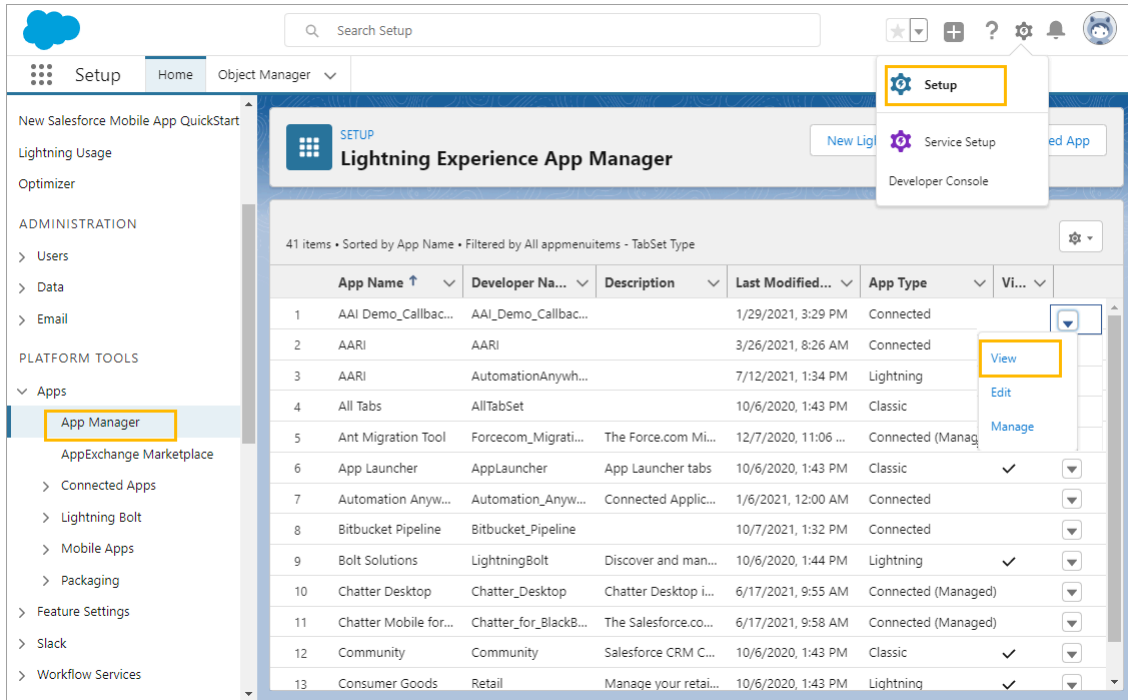 Search Setup
Setup
Home
Object Manager
Setup
Service Setup
Developer Console
New Salesforce Mobile App QuickStart
Lightning Usage
Optimizer
ADMINISTRATION
Users
Data
Email
PLATFORM TOOLS
Apps
App Manager
AppExchange Marketplace
Connected Apps
Lightning Bolt
Mobile Apps
Packaging
Feature Settings
Slack
Workflow Services
SETUP
Lightning Experience App Manager
New Ligh
ed App
41 items • Sorted by App Name • Filtered by All appmenuitems - TabSet Type
App Name ↑ Developer Na... Description Last Modified... App Type Vi...
1 AAI Demo_Callbac... AAI_Demo_Callbac... 1/29/2021, 3:29 PM Connected
2 AARI AARI 3/26/2021, 8:26 AM Connected
3 AARI AutomationAnywh... 7/12/2021, 1:34 PM Lightning
4 All Tabs AllTabSet 10/6/2020, 1:43 PM Classic
5 Ant Migration Tool Forcecom_Migrati... The Force.com Mi... 12/7/2020, 11:06 ... Connected (Manag
6 App Launcher AppLauncher App Launcher tabs 10/6/2020, 1:43 PM Classic
7 Automation Anyw... Automation_Anyw... Connected Applic... 1/6/2021, 12:00 AM Connected
8 Bitbucket Pipeline Bitbucket_Pipeline 10/7/2021, 1:32 PM Connected
9 Bolt Solutions LightningBolt Discover and man... 10/6/2020, 1:44 PM Lightning
10 Chatter Desktop Chatter_Desktop Chatter Desktop i... 6/17/2021, 9:55 AM Connected (Managed)
11 Chatter Mobile for... Chatter_for_BlackB... The Salesforce.co... 6/17/2021, 9:58 AM Connected (Managed)
12 Community Community Salesforce CRM C... 10/6/2020, 1:43 PM Classic
13 Consumer Goods Retail Manage your retai... 10/6/2020, 1:43 PM Lightning
View
Edit
Manage